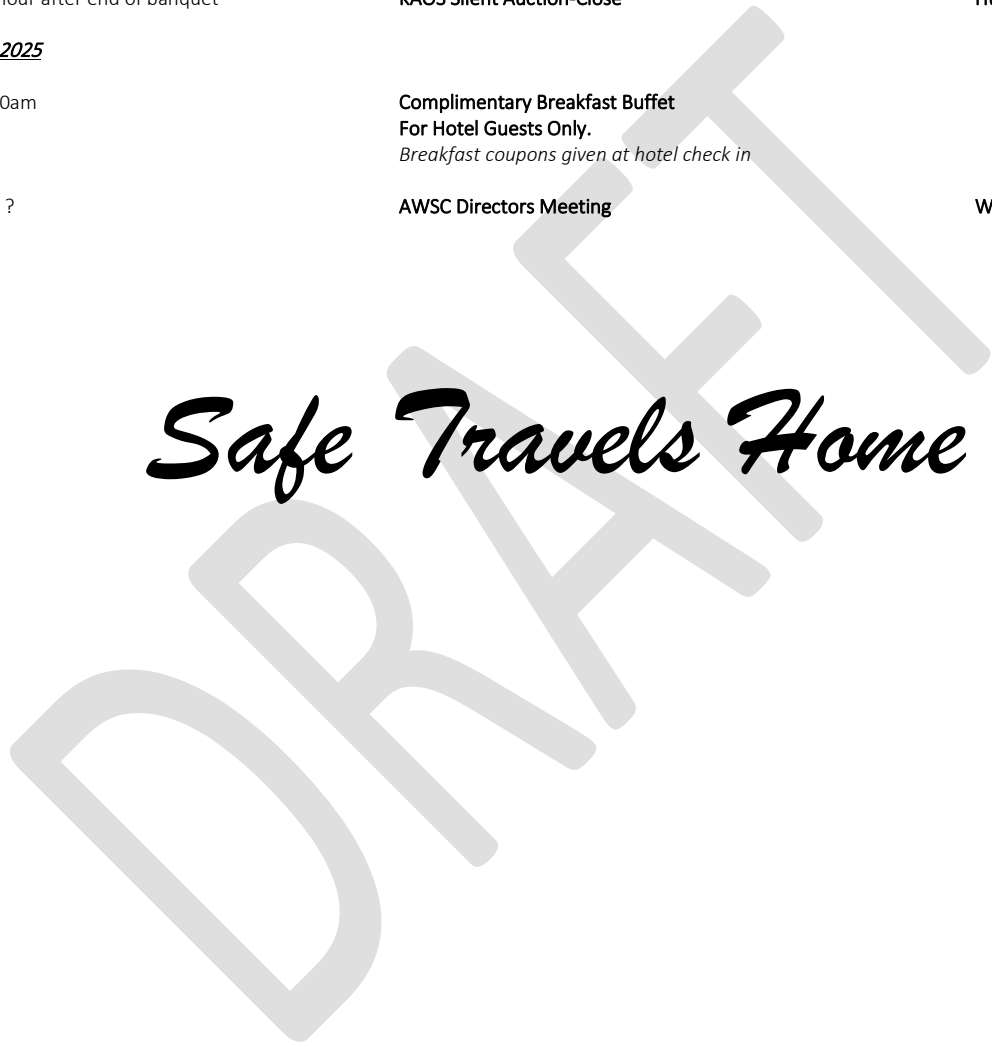 hour after end of banquet KAOS Silent Auction-Close
2025
0am Complimentary Breakfast Buffet
For Hotel Guests Only.
Breakfast coupons given at hotel check in
? AWSC Directors Meeting W
Safe Travels Home
DRAFT